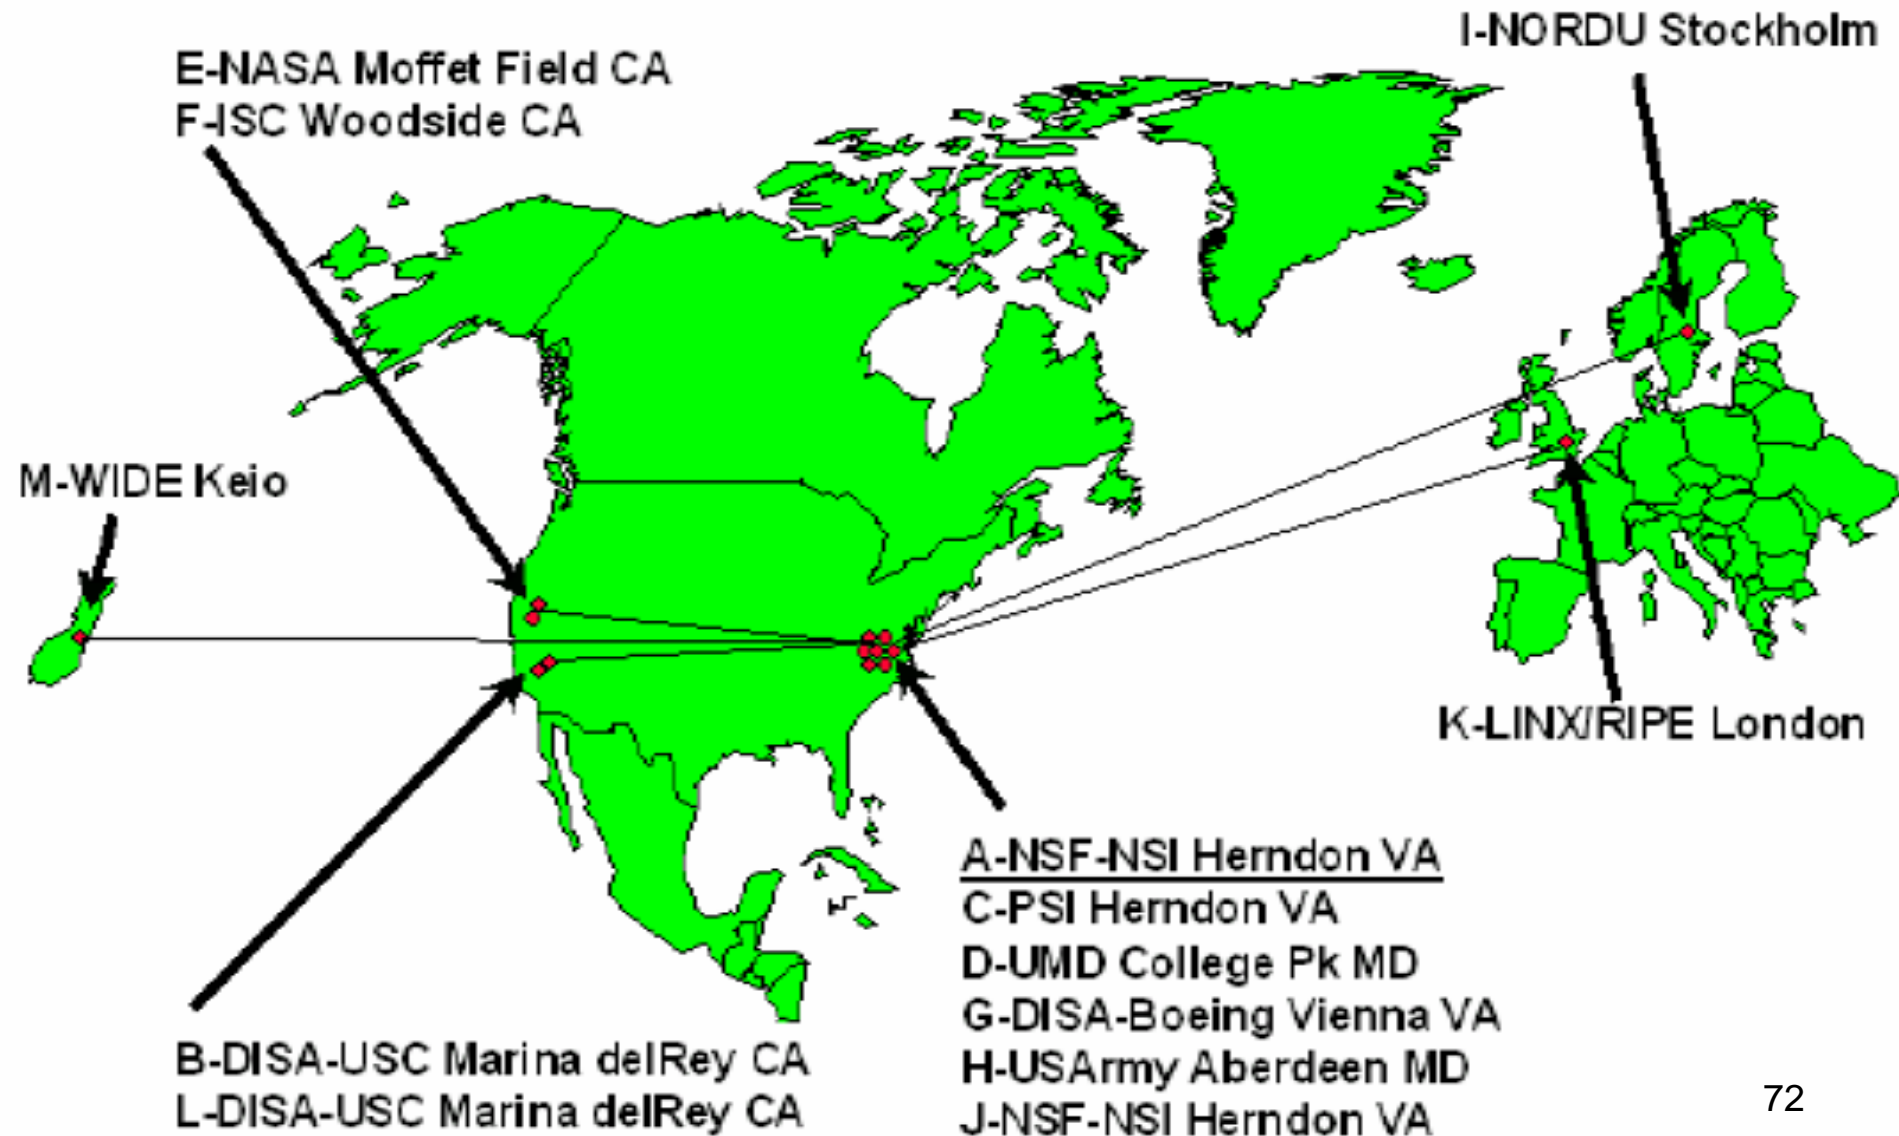 I-NORDU Stockholm
E-NASA Moffet Field CA
F-ISC Woodside CA
M-WIDE Keio
K-LINX/RIPE London
A-NSF-NSI Herndon VA
C-PSI Herndon VA
D-UMD College Pk MD
G-DISA-Boeing Vienna VA
H-USArmy Aberdeen MD
J-NSF-NSI Herndon VA
B-DISA-USC Marina delRey CA
L-DISA-USC Marina delRey CA
72